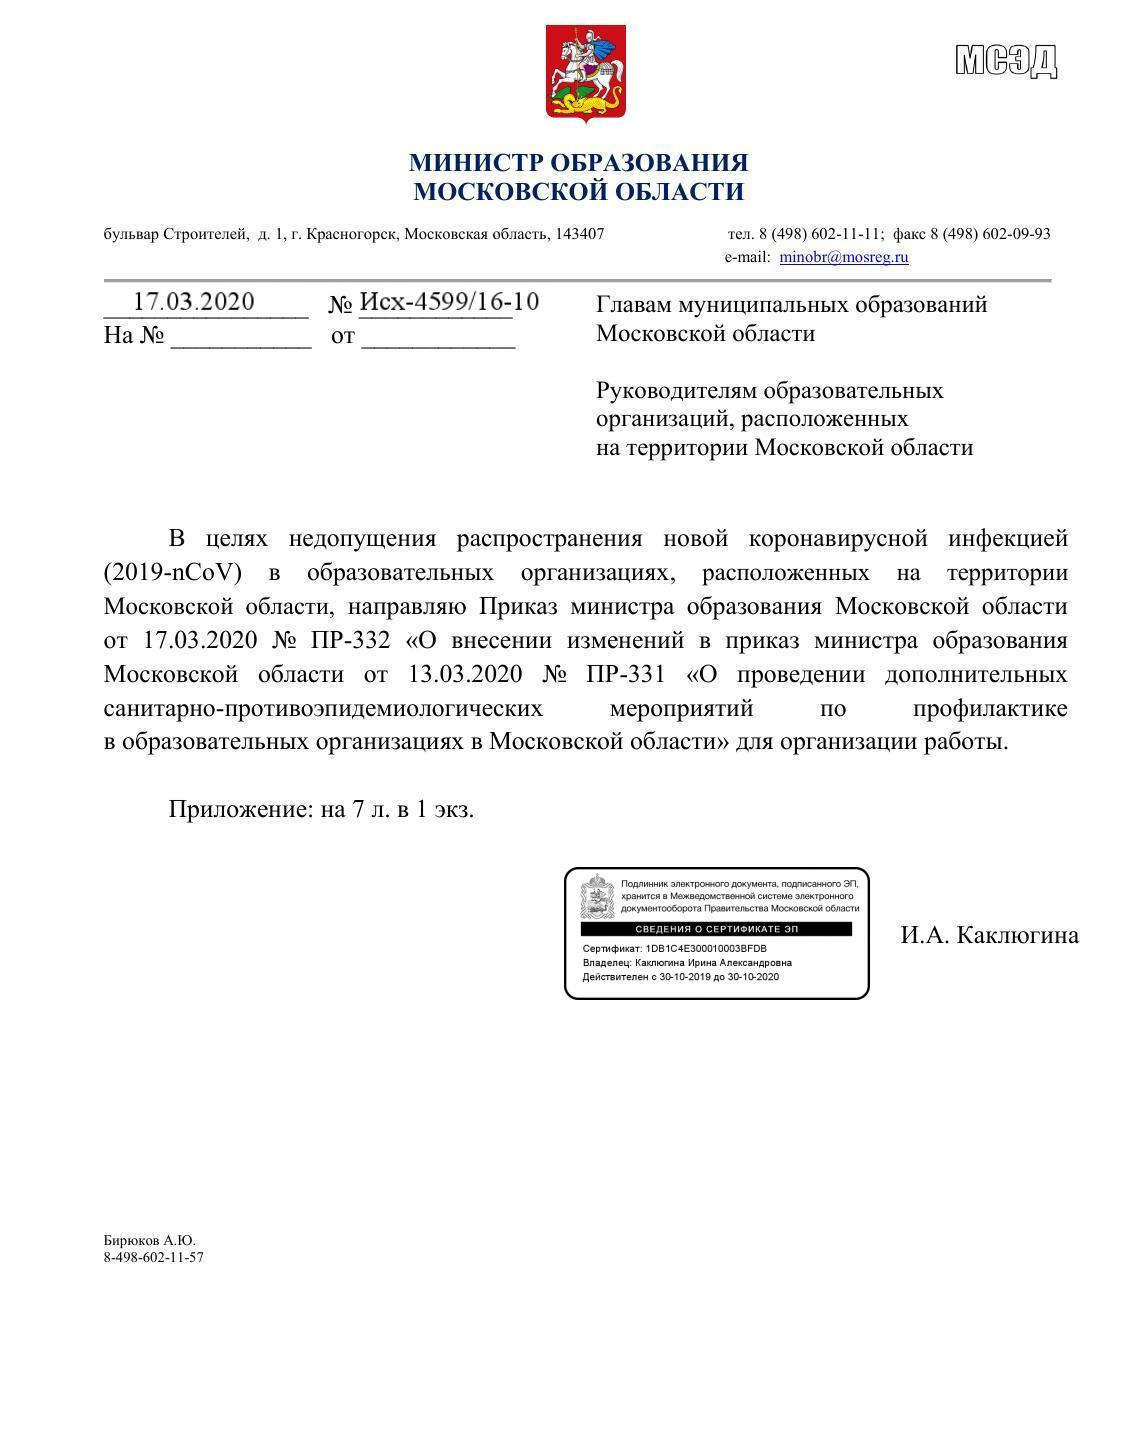 МСЭД
МИНИСТР ОБРАЗОВАНИЯ
МОСКОВСКОЙ ОБЛАСТИ
бульвар Строителей, д. 1, г. Красногорск, Московская область, 143407
тел. 8 (498) 602-11-11; факс 8 (498) 602-09-93
e-mail: minobr@mosreg.ru
17.03.2020 № Исх-4599/16-10
На № ___________ от ____________
Главам муниципальных образований
Московской области
Руководителям образовательных
организаций, расположенных
на территории Московской области
В целях недопущения распространения новой коронавирусной инфекцией
(2019-nCoV) в образовательных организациях, расположенных на территории
Московской области, направляю Приказ министра образования Московской области
от 17.03.2020 № ПР-332 «О внесении изменений в приказ министра образования
Московской области от 13.03.2020 № ПР-331 «О проведении дополнительных
санитарно-противоэпидемиологических мероприятий по профилактике
в образовательных организациях в Московской области» для организации работы.
Приложение: на 7 л. в 1 экз.
Подлинник электронного документа, подписанного ЭП,
хранится в Межведомственной системе электронного
документооборота Правительства Московской области
СВЕДЕНИЯ О СЕРТИФИКАТЕ ЭП
Сертификат: 1DB1C4E300010003BFDB
Владелец: Каклюгина Ирина Александровна
Действителен с 30-10-2019 до 30-10-2020
И.А. Каклюгина
Бирюков А.Ю.
8-498-602-11-57